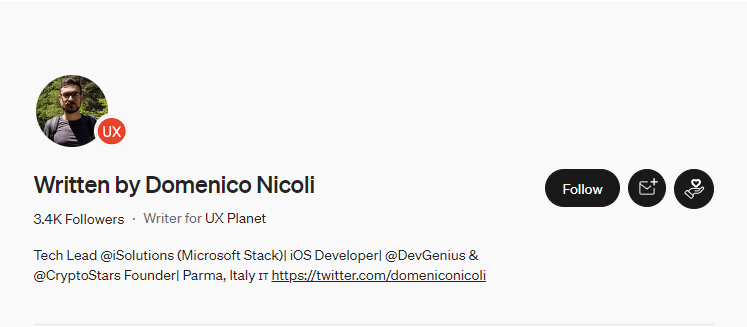 UX
Written by Domenico Nicoli
Follow
3.4K Followers · Writer for UX Planet
Tech Lead @iSolutions (Microsoft Stack)| iOS Developer| @DevGenius &
@CryptoStars Founder| Parma, Italy ɪᴛ https://twitter.com/domeniconicoli